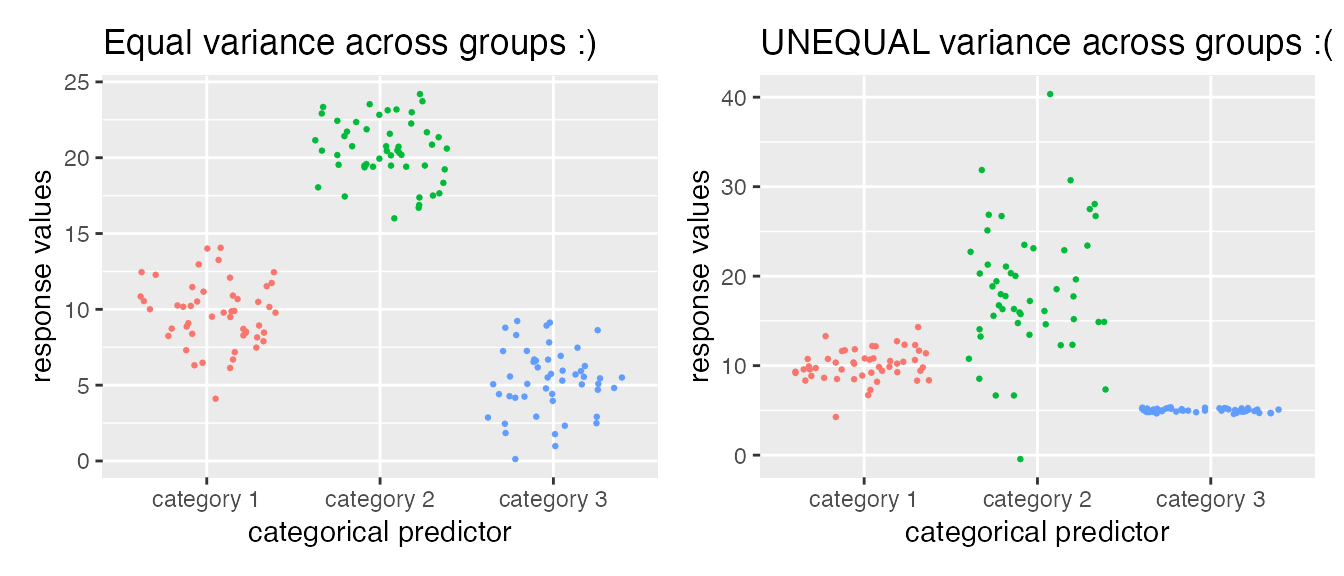 Equal variance across groups :)
25
20
15
10
5
0
response values
category 1 category 2 category 3
categorical predictor
UNEQUAL variance across groups :(
40
30
20
10
0
response values
category 1 category 2 category 3
categorical predictor